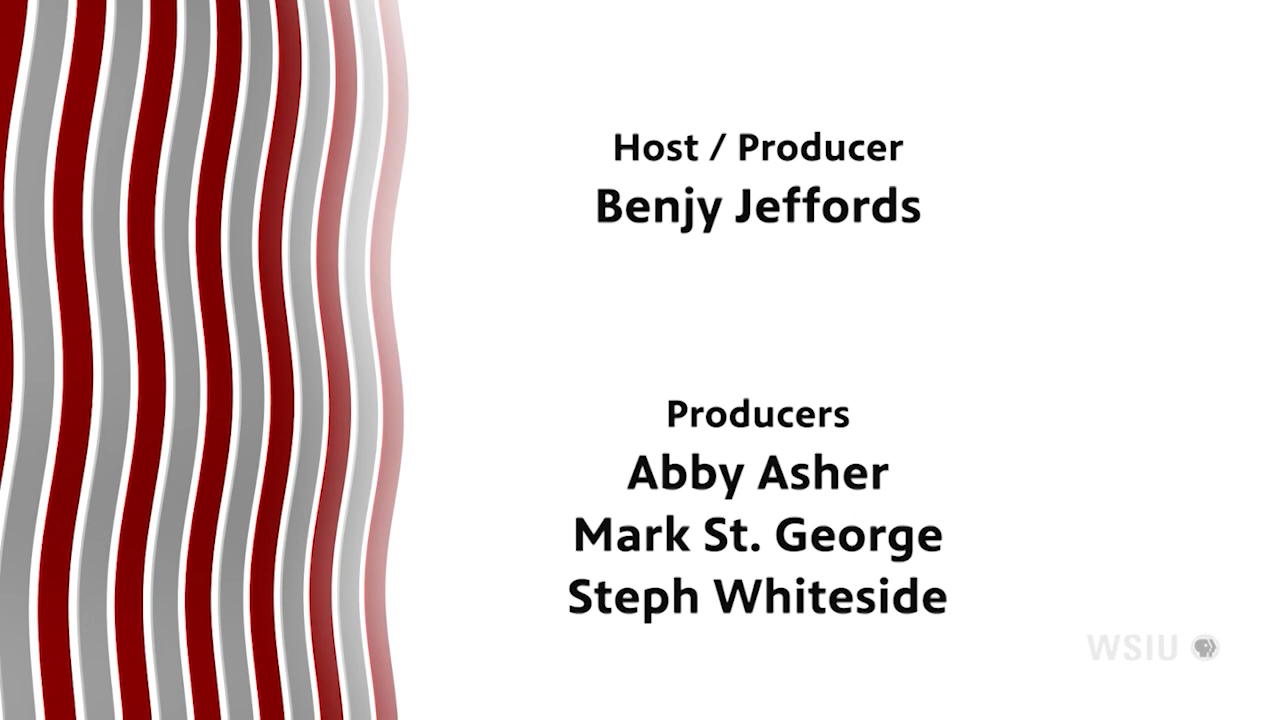 Host / Producer
Benjy Jeffords
Producers
Abby Asher
Mark St. George
Steph Whiteside
WSIU